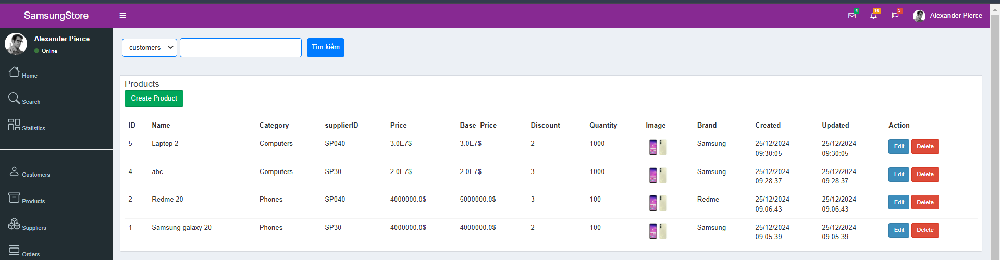 SamsungStore
4
10
9
Alexander Pierce
Alexander Pierce
Online
Home
Search
Statistics
Customers
Products
Suppliers
Orders
customers
Tìm kiếm
Products
Create Product
ID Name Category supplierID Price Base_Price Discount Quantity Image Brand Created Updated Action
5 Laptop 2 Computers SP040 3.0E7$ 3.0E7$ 2 1000 Samsung 25/12/2024 25/12/2024 Edit Delete
09:30:05 09:30:05
4 abc Computers SP30 2.0E7$ 2.0E7$ 3 1000 Samsung 25/12/2024 25/12/2024 Edit Delete
09:28:37 09:28:37
2 Redme 20 Phones SP040 4000000.0$ 5000000.0$ 3 100 Redme 25/12/2024 25/12/2024 Edit Delete
09:06:43 09:06:43
1 Samsung galaxy 20 Phones SP30 4000000.0$ 4000000.0$ 2 100 Samsung 25/12/2024 25/12/2024 Edit Delete
09:05:39 09:05:39